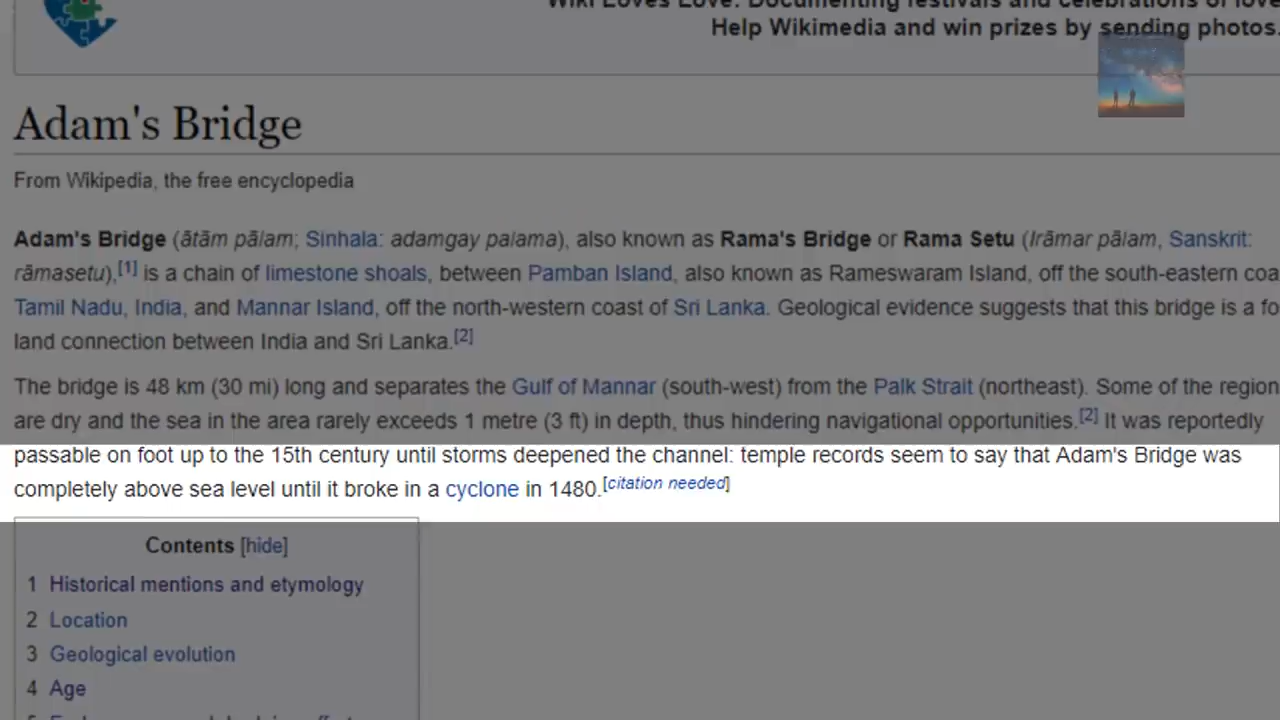 Wiki Loves Love: Documenting festivals and celebrations of love
Help Wikimedia and win prizes by sending photos.
Adam's Bridge
From Wikipedia, the free encyclopedia
Adam's Bridge (ātām pālam; Sinhala: adamgay palama), also known as Rama's Bridge or Rama Setu (Irāmar pālam, Sanskrit:
rāmasetu),[1] is a chain of limestone shoals, between Pamban Island, also known as Rameswaram Island, off the south-eastern coa
Tamil Nadu, India, and Mannar Island, off the north-western coast of Sri Lanka. Geological evidence suggests that this bridge is a fo
land connection between India and Sri Lanka.[2]
The bridge is 48 km (30 mi) long and separates the Gulf of Mannar (south-west) from the Palk Strait (northeast). Some of the region
are dry and the sea in the area rarely exceeds 1 metre (3 ft) in depth, thus hindering navigational opportunities.[2] It was reportedly
passable on foot up to the 15th century until storms deepened the channel: temple records seem to say that Adam's Bridge was
completely above sea level until it broke in a cyclone in 1480.[citation needed]
Contents [hide]
1 Historical mentions and etymology
2 Location
3 Geological evolution
4 Age